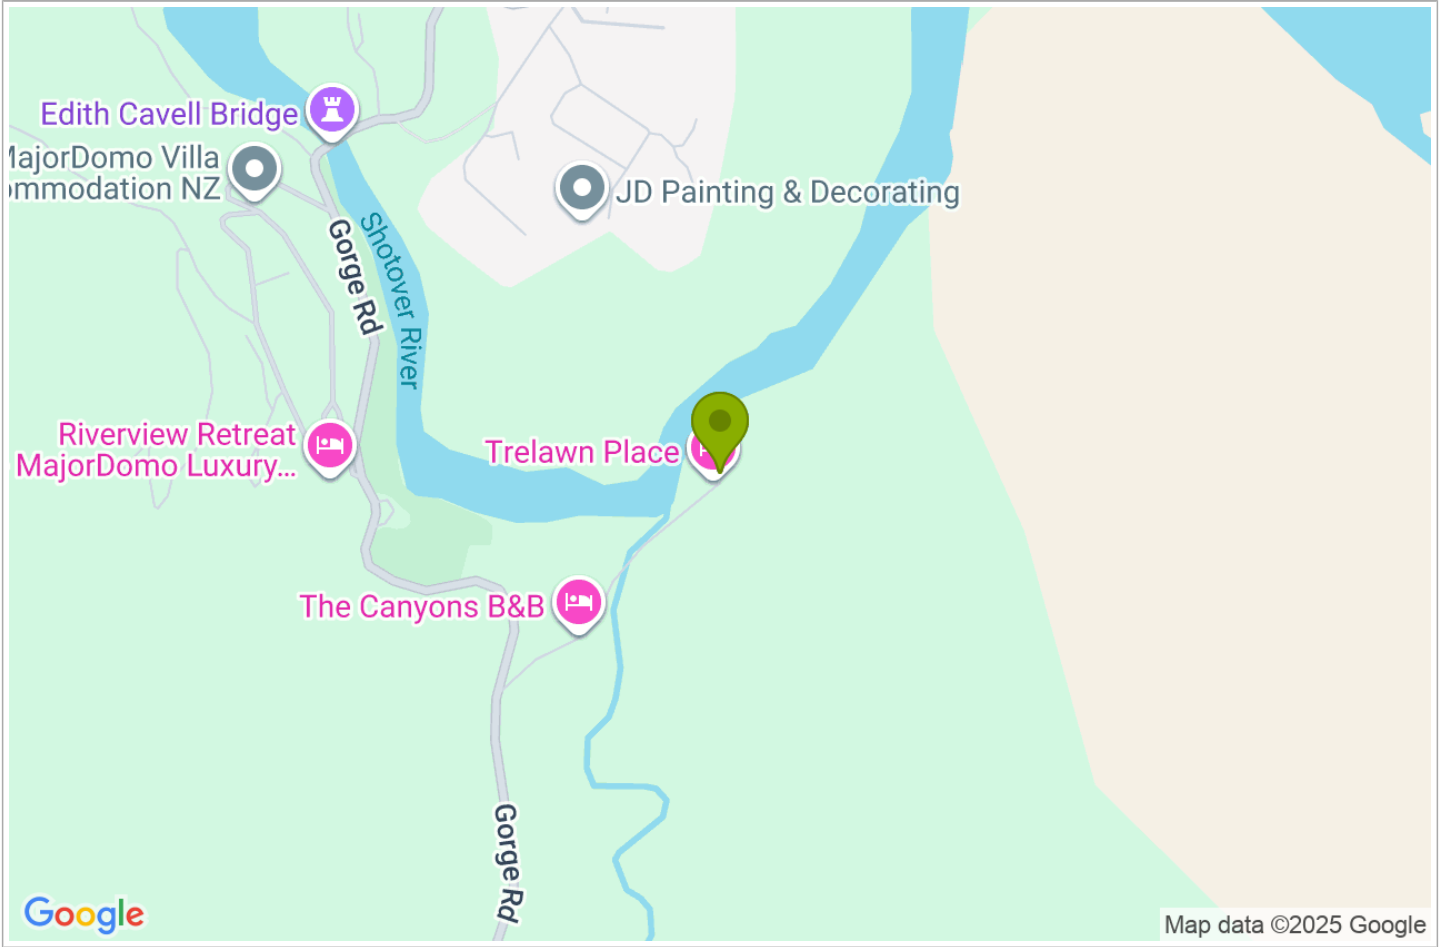 Edith Cavell Bridge
MajorDomo Villa
ommodation NZ
JD Painting & Decorating
Shotover River
Gorge Rd
Riverview Retreat
MajorDomo Luxury...
Trelawn Place
The Canyons B&B
Gorge Rd
Google
Map data ©2025 Google